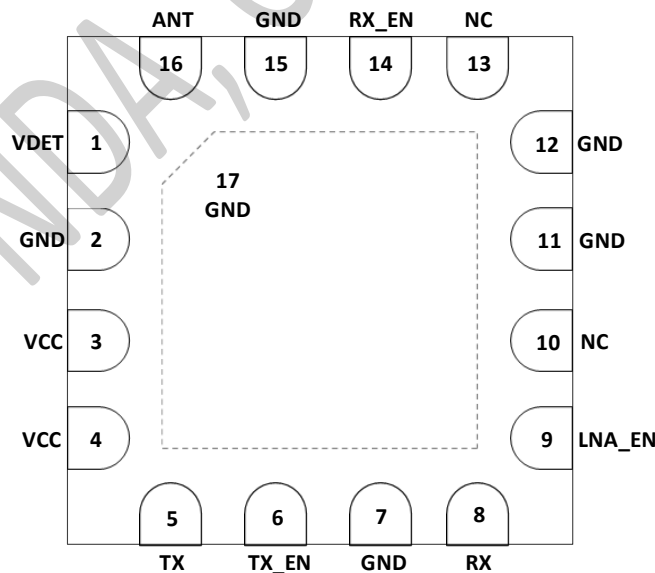 ANT GND RX_EN NC
16 15 14 13
VDET 1 12 GND
17
GND
GND 2 11 GND
VCC 3 10 NC
VCC 4 9 LNA_EN
5 6 7 8
TX TX_EN GND RX
NDA,